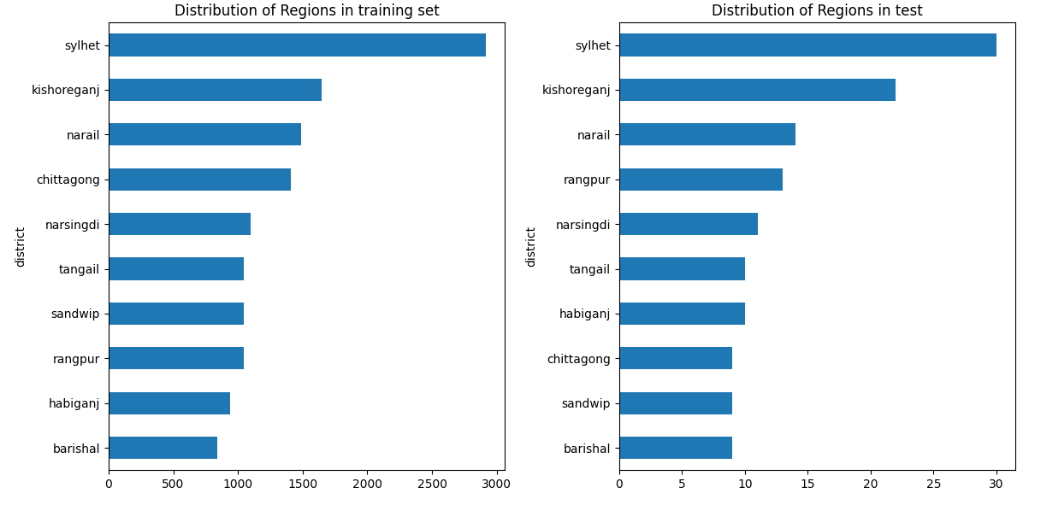 Distribution of Regions in training set
sylhet
kishoreganj
narail
chittagong
narsingdi
tangail
sandwip
rangpur
habiganj
barishal
district
0 500 1000 1500 2000 2500 3000
Distribution of Regions in test
sylhet
kishoreganj
narail
rangpur
narsingdi
tangail
habiganj
chittagong
sandwip
barishal
district
0 5 10 15 20 25 30